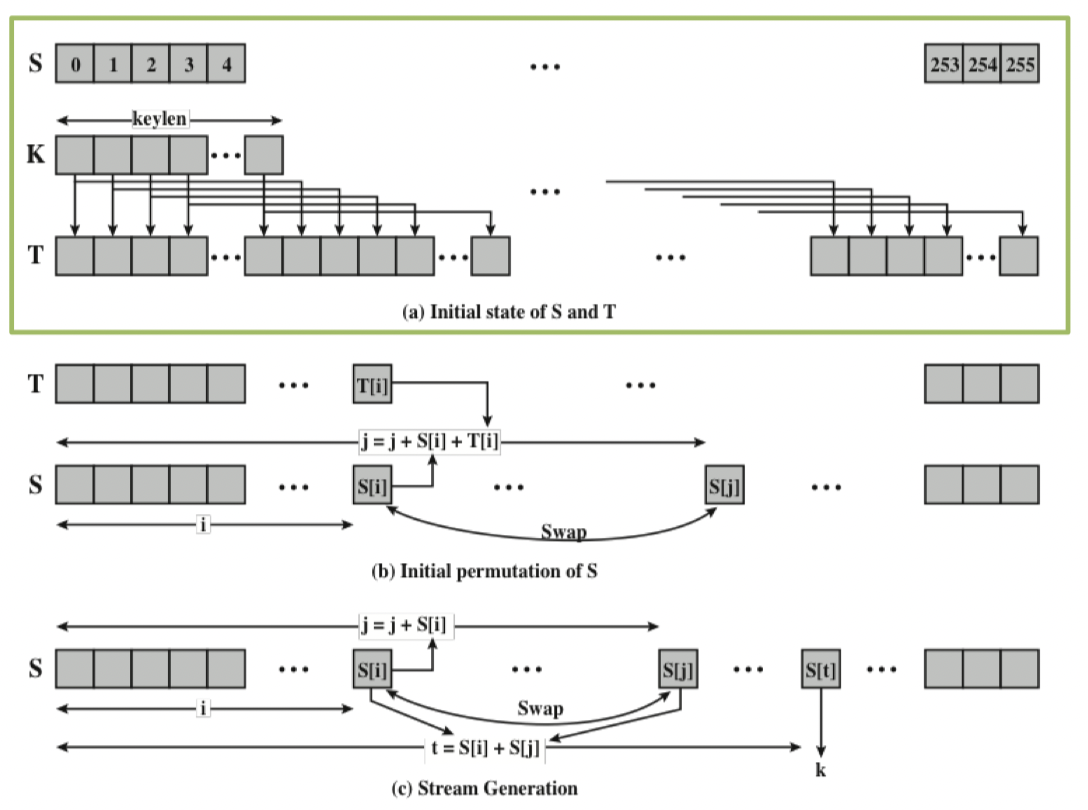 S 0 1 2 3 4 ... 253 254 255
keylen
K ...
...
T ... ... ... ...
(a) Initial state of S and T
T ... T[i] ...
j = j + S[i] + T[i]
S ... S[i] ... S[j] ...
i
Swap
(b) Initial permutation of S
j = j + S[i]
S ... S[i] ... S[j] ... S[t] ...
i Swap
t = S[i] + S[j]
k
(c) Stream Generation